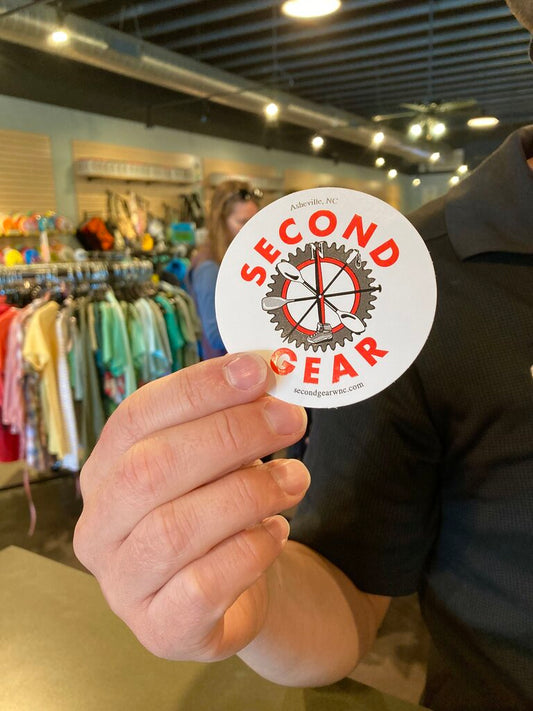 Asheville, NC
SECOND
GEAR
secondgearwnc.com